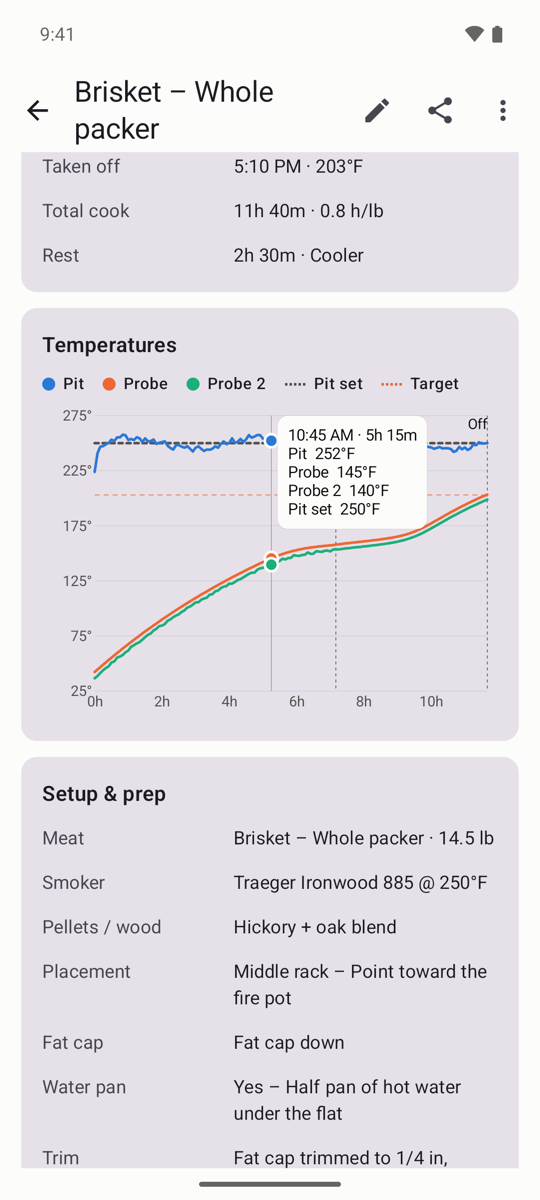 9:41
Brisket – Whole
packer
Taken off 5:10 PM · 203°F
Total cook 11h 40m · 0.8 h/lb
Rest 2h 30m · Cooler
Temperatures
Pit Probe Probe 2 Pit set Target
275°
Off
225°
175°
125°
75°
25°
10:45 AM · 5h 15m
Pit 252°F
Probe 145°F
Probe 2 140°F
Pit set 250°F
0h 2h 4h 6h 8h 10h
Setup & prep
Meat Brisket – Whole packer · 14.5 lb
Smoker Traeger Ironwood 885 @ 250°F
Pellets / wood Hickory + oak blend
Placement Middle rack – Point toward the
fire pot
Fat cap Fat cap down
Water pan Yes – Half pan of hot water
under the flat
Trim Fat cap trimmed to 1/4 in,